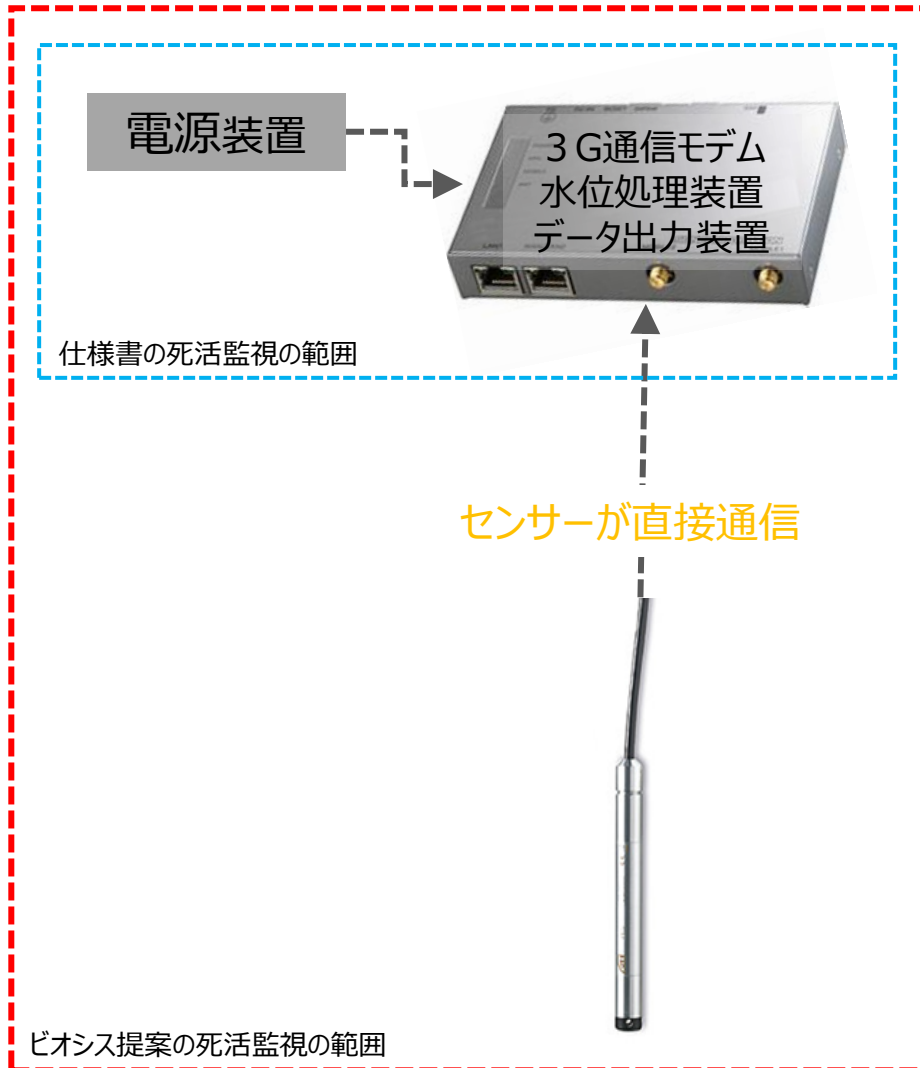 電源装置
３G通信モデム
水位処理装置
データ出力装置
仕様書の死活監視の範囲
センサーが直接通信
ビオシス提案の死活監視の範囲